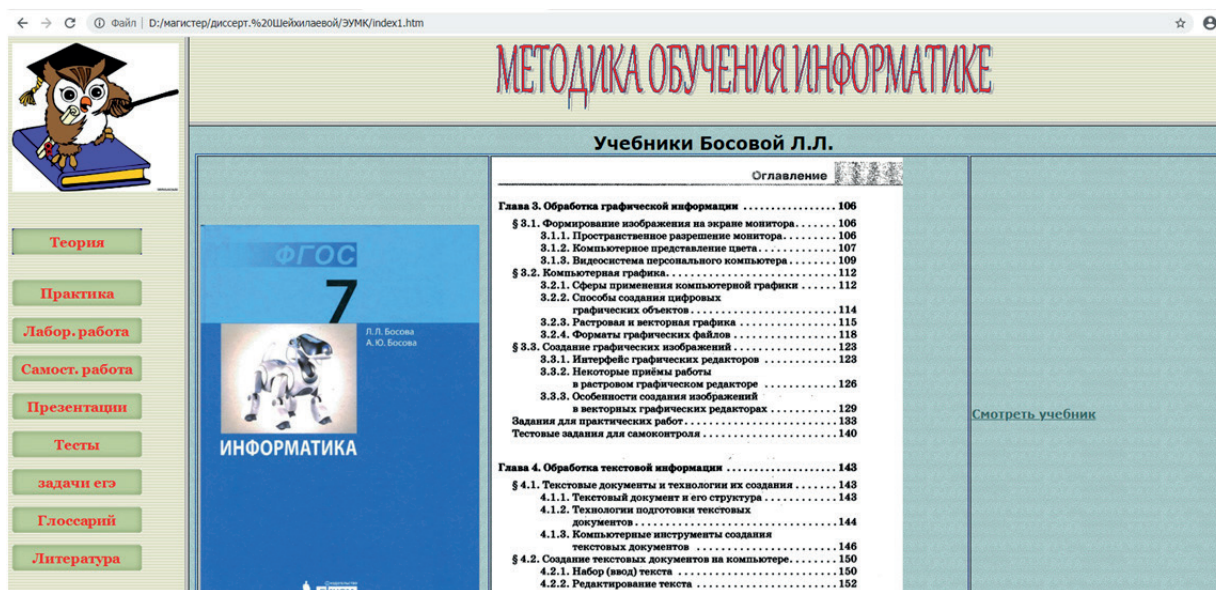 Файл | D:/магистер/диссерт.%20Шейхилаевой/ЭУМК/index1.htm
МЕТОДИКА ОБУЧЕНИЯ ИНФОРМАТИКЕ
Теория
Практика
Лабор. работа
Самост. работа
Презентации
Тесты
задачи егэ
Глоссарий
Литература
Учебники Босовой Л.Л.
ФГОС
7
Л.Л. Босова
А.Ю. Босова
ИНФОРМАТИКА
Оглавление
Глава 3. Обработка графической информации ................ 106
§ 3.1. Формирование изображения на экране монитора....... 106
3.1.1. Пространственное разрешение монитора......... 106
3.1.2. Компьютерное представление цвета............. 107
3.1.3. Видеосистема персонального компьютера........ 109
§ 3.2. Компьютерная графика......................... 112
3.2.1. Сферы применения компьютерной графики ...... 112
3.2.2. Способы создания цифровых
графических объектов......................... 114
3.2.3. Растровая и векторная графика ............... 115
3.2.4. Форматы графических файлов ................. 118
§ 3.3. Создание графических изображений ................ 123
3.3.1. Интерфейс графических редакторов ............ 123
3.3.2. Некоторые приёмы работы
в растровом графическом редакторе ............ 126
3.3.3. Особенности создания изображений
в векторных графических редакторах ............ 129
Задания для практических работ....................... 133
Тестовые задания для самоконтроля .................... 140
Глава 4. Обработка текстовой информации .................. 143
§ 4.1. Текстовые документы и технологии их создания ....... 143
4.1.1. Текстовый документ и его структура ............ 143
4.1.2. Технологии подготовки текстовых
документов................................. 144
4.1.3. Компьютерные инструменты создания
текстовых документов ....................... 146
§ 4.2. Создание текстовых документов на компьютере........ 150
4.2.1. Набор (ввод) текста ......................... 150
4.2.2. Редактирование текста ....................... 152
Смотреть учебник